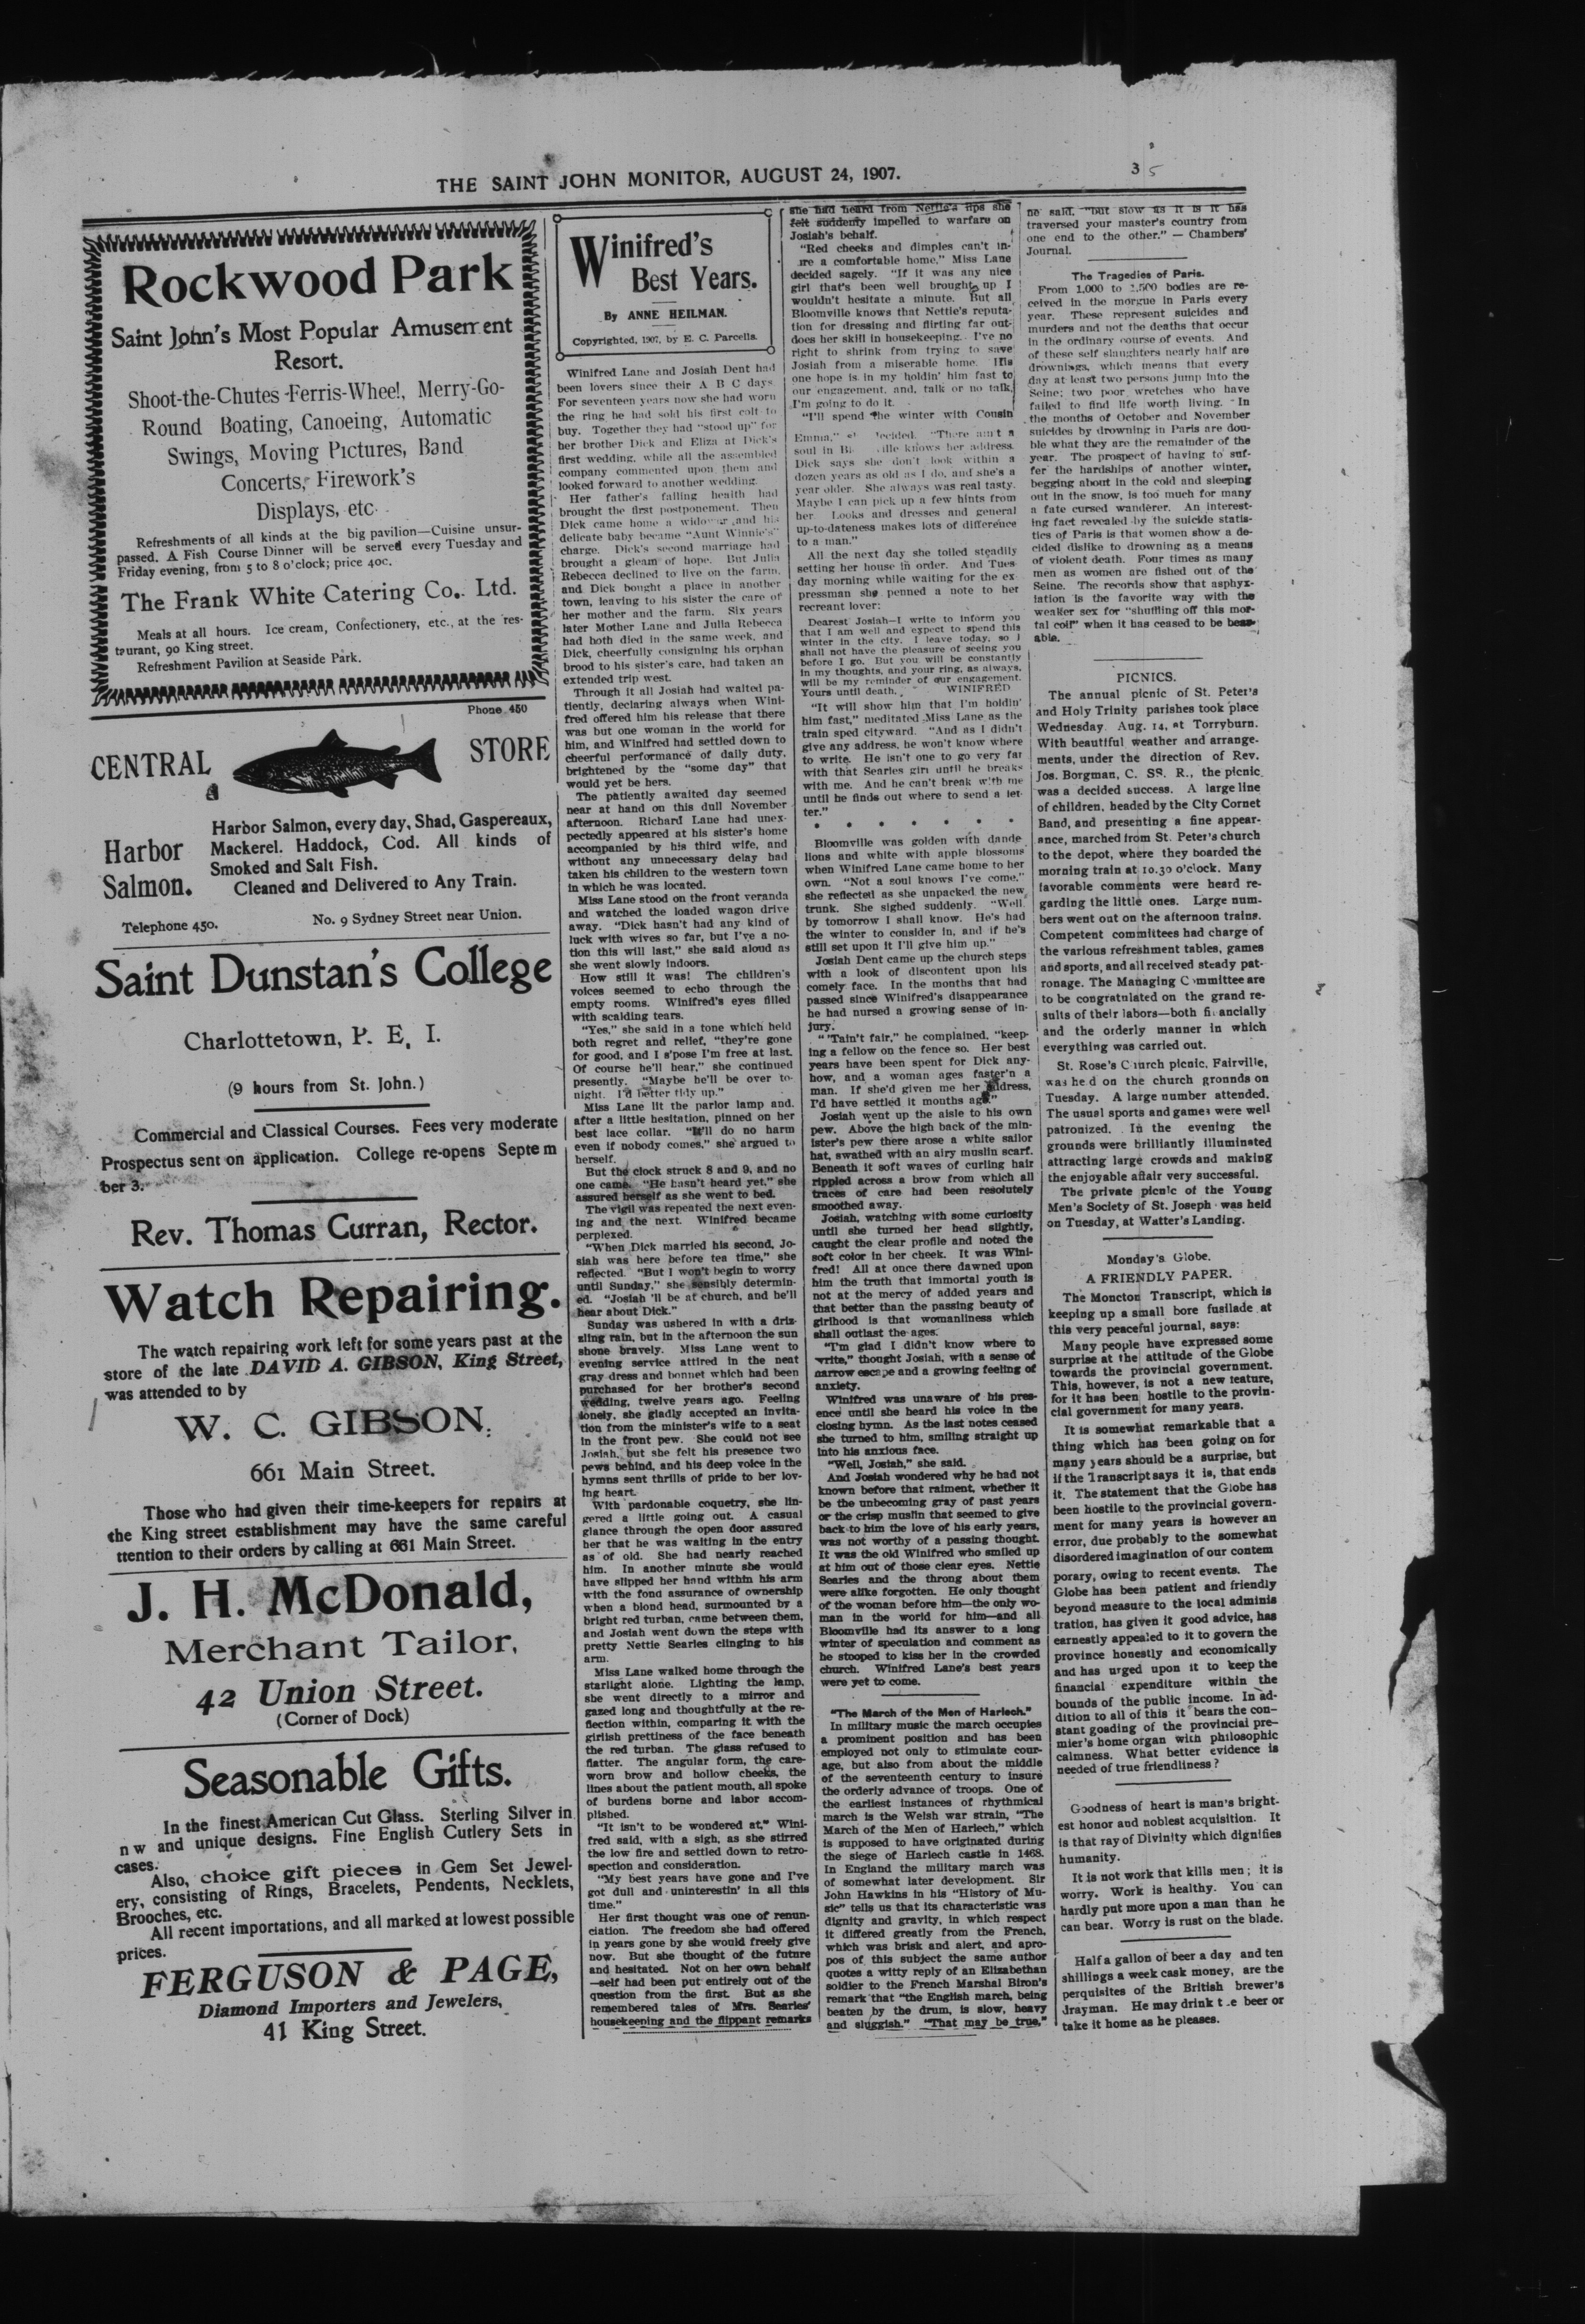 THE SAINT JOHN MONITOR, AUGUST 24, 1907.
3 5
Rockwood Park
Saint John's Most Popular Amusement
Resort.
Shoot-the-Chutes Ferris-Wheel, Merry-Go-
Round Boating, Canoeing, Automatic
Swings, Moving Pictures, Band
Concerts, Firework's
Displays, etc
Refreshments of all kinds at the big pavilion—Cuisine unsur-
passed. A Fish Course Dinner will be served every Tuesday and
Friday evening, from 5 to 8 o'clock; price 40c.
The Frank White Catering Co., Ltd.
Meals at all hours. Ice cream, Confectionery, etc., at the res-
taurant, 90 King street.
Refreshment Pavilion at Seaside Park.
Phone 450
CENTRAL STORE
Harbor
Salmon.
Harbor Salmon, every day, Shad, Gaspereaux,
Mackerel. Haddock, Cod. All kinds of
Smoked and Salt Fish.
Cleaned and Delivered to Any Train.
Telephone 450. No. 9 Sydney Street near Union.
Saint Dunstan's College
Charlottetown, P. E. I.
(9 hours from St. John.)
Commercial and Classical Courses. Fees very moderate
Prospectus sent on application. College re-opens Septem
ber 3.
Rev. Thomas Curran, Rector.
Watch Repairing.
The watch repairing work left for some years past at the
store of the late DAVID A. GIBSON, King Street,
was attended to by
W. C. GIBSON.
661 Main Street.
Those who had given their time-keepers for repairs at
the King street establishment may have the same careful
ttention to their orders by calling at 661 Main Street.
J. H. McDonald,
Merchant Tailor,
42 Union Street.
(Corner of Dock)
Seasonable Gifts.
In the finest American Cut Glass. Sterling Silver in
n w and unique designs. Fine English Cutlery Sets in
cases.
Also, choice gift pieces in Gem Set Jewel-
ery, consisting of Rings, Bracelets, Pendents, Necklets,
Brooches, etc.
All recent importations, and all marked at lowest possible
prices.
FERGUSON & PAGE,
Diamond Importers and Jewelers,
41 King Street.
Winifred's
Best Years.
By ANNE HEILMAN.
Copyrighted, 1907, by E. C. Parcells.
Winifred Lane and Josiah Dent had
been lovers since their A B C days
For seventeen years now she had worn
the ring he had sold his first colt to
buy. Together they had "stood up" for
her brother Dick and Eliza at Dick's
first wedding, while all the assembled
company commented upon them and
looked forward to another wedding.
Her father's failing health had
brought the first postponement. Then
Dick came home a widower and his
delicate baby became "Aunt Winnie's"
charge. Dick's second marriage had
brought a gleam of hope. But Julia
Rebecca declined to live on the farm,
and Dick bought a place in another
town, leaving to his sister the care of
her mother and the farm. Six years
later Mother Lane and Julia Rebecca
had both died in the same week, and
Dick, cheerfully consigning his orphan
brood to his sister's care, had taken an
extended trip west.
Through it all Josiah had waited pa-
tiently, declaring always when Wini-
fred offered him his release that there
was but one woman in the world for
him, and Winifred had settled down to
cheerful performance of daily duty,
brightened by the "some day" that
would yet be hers.
The patiently awaited day seemed
near at hand on this dull November
afternoon. Richard Lane had unex-
pectedly appeared at his sister's home
accompanied by his third wife, and
without any unnecessary delay had
taken his children to the western town
in which he was located.
Miss Lane stood on the front veranda
and watched the loaded wagon drive
away. "Dick hasn't had any kind of
luck with wives so far, but I've a no-
tion this will last," she said aloud as
she went slowly indoors.
How still it was! The children's
voices seemed to echo through the
empty rooms. Winifred's eyes filled
with scalding tears.
"Yes," she said in a tone which held
both regret and relief, "they're gone
for good, and I s'pose I'm free at last.
Of course he'll hear," she continued
presently. "Maybe he'll be over to-
night. I'd better tidy up."
Miss Lane lit the parlor lamp and,
after a little hesitation, pinned on her
best lace collar. "It'll do no harm
even if nobody comes," she argued to
herself.
But the clock struck 8 and 9, and no
one came. "He hasn't heard yet," she
assured herself as she went to bed.
The vigil was repeated the next even-
ing and the next. Winifred became
perplexed.
"When Dick married his second, Jo-
siah was here before tea time," she
reflected. "But I won't begin to worry
until Sunday," she sensibly determin-
ed. "Josiah 'll be at church, and he'll
hear about Dick."
Sunday was ushered in with a driz-
zling rain, but in the afternoon the sun
shone bravely. Miss Lane went to
evening service attired in the neat
gray dress and bonnet which had been
purchased for her brother's second
wedding, twelve years ago. Feeling
lonely, she gladly accepted an invita-
tion from the minister's wife to a seat
in the front pew. She could not see
Josiah, but she felt his presence two
pews behind, and his deep voice in the
hymns sent thrills of pride to her lov-
ing heart.
With pardonable coquetry, she lin-
gered a little going out. A casual
glance through the open door assured
her that he was waiting in the entry
as of old. She had nearly reached
him. In another minute she would
have slipped her hand within his arm
with the fond assurance of ownership
when a blond head, surmounted by a
bright red turban, came between them,
and Josiah went down the steps with
pretty Nettie Searles clinging to his
arm.
Miss Lane walked home through the
starlight alone. Lighting the lamp,
she went directly to a mirror and
gazed long and thoughtfully at the re-
flection within, comparing it with the
girlish prettiness of the face beneath
the red turban. The glass refused to
flatter. The angular form, the care-
worn brow and hollow cheeks, the
lines about the patient mouth, all spoke
of burdens borne and labor accom-
plished.
"It isn't to be wondered at," Wini-
fred said, with a sigh, as she stirred
the low fire and settled down to retro-
spection and consideration.
"My best years have gone and I've
got dull and uninterestin' in all this
time."
Her first thought was one of renun-
ciation. The freedom she had offered
in years gone by she would freely give
now. But she thought of the future
and hesitated. Not on her own behalf
—self had been put entirely out of the
question from the first. But as she
remembered tales of Mrs. Searles'
housekeeping and the flippant remarks
she had heard from Nettie's lips she
felt suddenly impelled to warfare on
Josiah's behalf.
"Red cheeks and dimples can't in-
ure a comfortable home," Miss Lane
decided sagely. "If it was any nice
girl that's been well brought up I
wouldn't hesitate a minute. But all
Bloomville knows that Nettie's reputa-
tion for dressing and flirting far out-
does her skill in housekeeping. I've no
right to shrink from trying to save
Josiah from a miserable home. His
one hope is in my holdin' him fast to
our engagement, and, talk or no talk,
I'm going to do it.
"I'll spend the winter with Cousin
Emma," decided. "There ain't a
soul in ville knows her address.
Dick says she don't look within a
dozen years as old as I do, and she's a
year older. She always was real tasty.
Maybe I can pick up a few hints from
her Looks and dresses and general
up-to-dateness makes lots of difference
to a man."
All the next day she toiled steadily
setting her house in order. And Tues
day morning while waiting for the ex
pressman she penned a note to her
recreant lover:
Dearest Josiah—I write to inform you
that I am well and expect to spend this
winter in the city. I leave today, so I
shall not have the pleasure of seeing you
before I go. But you will be constantly
in my thoughts, and your ring, as always,
will be my reminder of our engagement.
Yours until death, WINIFRED
"It will show him that I'm holdin'
him fast," meditated Miss Lane as the
train sped cityward. "And as I didn't
give any address, he won't know where
to write. He isn't one to go very far
with that Searles girl until he breaks
with me. And he can't break with me
until he finds out where to send a let-
ter."
* * * * * * *
Bloomville was golden with dande
lions and white with apple blossoms
when Winifred Lane came home to her
own. "Not a soul knows I've come,"
she reflected as she unpacked the new
trunk. She sighed suddenly. "Well.
by tomorrow I shall know. He's had
the winter to consider in, and if he's
still set upon it I'll give him up."
Josiah Dent came up the church steps
with a look of discontent upon his
comely face. In the months that had
passed since Winifred's disappearance
he had nursed a growing sense of in-
jury.
"'Tain't fair," he complained, "keep-
ing a fellow on the fence so. Her best
years have been spent for Dick any-
how, and a woman ages faster'n a
man. If she'd given me her address,
I'd have settled it months ago."
Josiah went up the aisle to his own
pew. Above the high back of the min-
ister's pew there arose a white sailor
hat, swathed with an airy muslin scarf.
Beneath it soft waves of curling hair
rippled across a brow from which all
traces of care had been resolutely
smoothed away.
Josiah, watching with some curiosity
until she turned her head slightly,
caught the clear profile and noted the
soft color in her cheek. It was Wini-
fred! All at once there dawned upon
him the truth that immortal youth is
not at the mercy of added years and
that better than the passing beauty of
girlhood is that womanliness which
shall outlast the ages.
"I'm glad I didn't know where to
write," thought Josiah, with a sense of
narrow escape and a growing feeling of
anxiety.
Winifred was unaware of his pres-
ence until she heard his voice in the
closing hymn. As the last notes ceased
she turned to him, smiling straight up
into his anxious face.
"Well, Josiah," she said.
And Josiah wondered why he had not
known before that raiment, whether it
be the unbecoming gray of past years
or the crisp muslin that seemed to give
back to him the love of his early years,
was not worthy of a passing thought.
It was the old Winifred who smiled up
at him out of those clear eyes. Nettie
Searles and the throng about them
were alike forgotten. He only thought
of the woman before him—the only wo-
man in the world for him—and all
Bloomville had its answer to a long
winter of speculation and comment as
he stooped to kiss her in the crowded
church. Winifred Lane's best years
were yet to come.
"The March of the Men of Harlech."
In military music the march occupies
a prominent position and has been
employed not only to stimulate cour-
age, but also from about the middle
of the seventeenth century to insure
the orderly advance of troops. One of
the earliest instances of rhythmical
march is the Welsh war strain, "The
March of the Men of Harlech," which
is supposed to have originated during
the siege of Harlech castle in 1468.
In England the military march was
of somewhat later development. Sir
John Hawkins in his "History of Mu-
sic" tells us that its characteristic was
dignity and gravity, in which respect
it differed greatly from the French,
which was brisk and alert, and apro-
pos of this subject the same author
quotes a witty reply of an Elizabethan
soldier to the French Marshal Biron's
remark that "the English march, being
beaten by the drum, is slow, heavy
and sluggish." "That may be true,"
he said, "but slow as it is it has
traversed your master's country from
one end to the other." — Chambers'
Journal.
The Tragedies of Paris.
From 1,000 to 1,500 bodies are re-
ceived in the morgue in Paris every
year. These represent suicides and
murders and not the deaths that occur
in the ordinary course of events. And
of these self slaughters nearly half are
drownings, which means that every
day at least two persons jump into the
Seine; two poor wretches who have
failed to find life worth living. In
the months of October and November
suicides by drowning in Paris are dou-
ble what they are the remainder of the
year. The prospect of having to suf-
fer the hardships of another winter,
begging about in the cold and sleeping
out in the snow, is too much for many
a fate cursed wanderer. An interest-
ing fact revealed by the suicide statis-
tics of Paris is that women show a de-
cided dislike to drowning as a means
of violent death. Four times as many
men as women are fished out of the
Seine. The records show that asphyx-
iation is the favorite way with the
weaker sex for "shuffling off this mor-
tal coil" when it has ceased to be bear-
able.
PICNICS.
The annual picnic of St. Peter's
and Holy Trinity parishes took place
Wednesday Aug. 14, at Torryburn.
With beautiful weather and arrange-
ments, under the direction of Rev.
Jos. Borgman, C. SS. R., the picnic
was a decided success. A large line
of children, headed by the City Cornet
Band, and presenting a fine appear-
ance, marched from St. Peter's church
to the depot, where they boarded the
morning train at 10.30 o'clock. Many
favorable comments were heard re-
garding the little ones. Large num-
bers went out on the afternoon trains.
Competent committees had charge of
the various refreshment tables, games
and sports, and all received steady pat-
ronage. The Managing Committee are
to be congratulated on the grand re-
sults of their labors—both financially
and the orderly manner in which
everything was carried out.
St. Rose's Church picnic, Fairville,
was held on the church grounds on
Tuesday. A large number attended.
The usual sports and games were well
patronized. In the evening the
grounds were brilliantly illuminated
attracting large crowds and making
the enjoyable affair very successful.
The private picnic of the Young
Men's Society of St. Joseph was held
on Tuesday, at Watter's Landing.
Monday's Globe.
A FRIENDLY PAPER.
The Moncton Transcript, which is
keeping up a small bore fusilade at
this very peaceful journal, says:
Many people have expressed some
surprise at the attitude of the Globe
towards the provincial government.
This, however, is not a new feature,
for it has been hostile to the provin-
cial government for many years.
It is somewhat remarkable that a
thing which has been going on for
many years should be a surprise, but
if the Transcript says it is, that ends
it. The statement that the Globe has
been hostile to the provincial govern-
ment for many years is however an
error, due probably to the somewhat
disordered imagination of our contem
porary, owing to recent events. The
Globe has been patient and friendly
beyond measure to the local adminis
tration, has given it good advice, has
earnestly appealed to it to govern the
province honestly and economically
and has urged upon it to keep the
financial expenditure within the
bounds of the public income. In ad-
dition to all of this it bears the con-
stant goading of the provincial pre-
mier's home organ with philosophic
calmness. What better evidence is
needed of true friendliness?
Goodness of heart is man's bright-
est honor and noblest acquisition. It
is that ray of Divinity which dignifies
humanity.
It is not work that kills men; it is
worry. Work is healthy. You can
hardly put more upon a man than he
can bear. Worry is rust on the blade.
Half a gallon of beer a day and ten
shillings a week cask money, are the
perquisites of the British brewer's
drayman. He may drink t e beer or
take it home as he pleases.